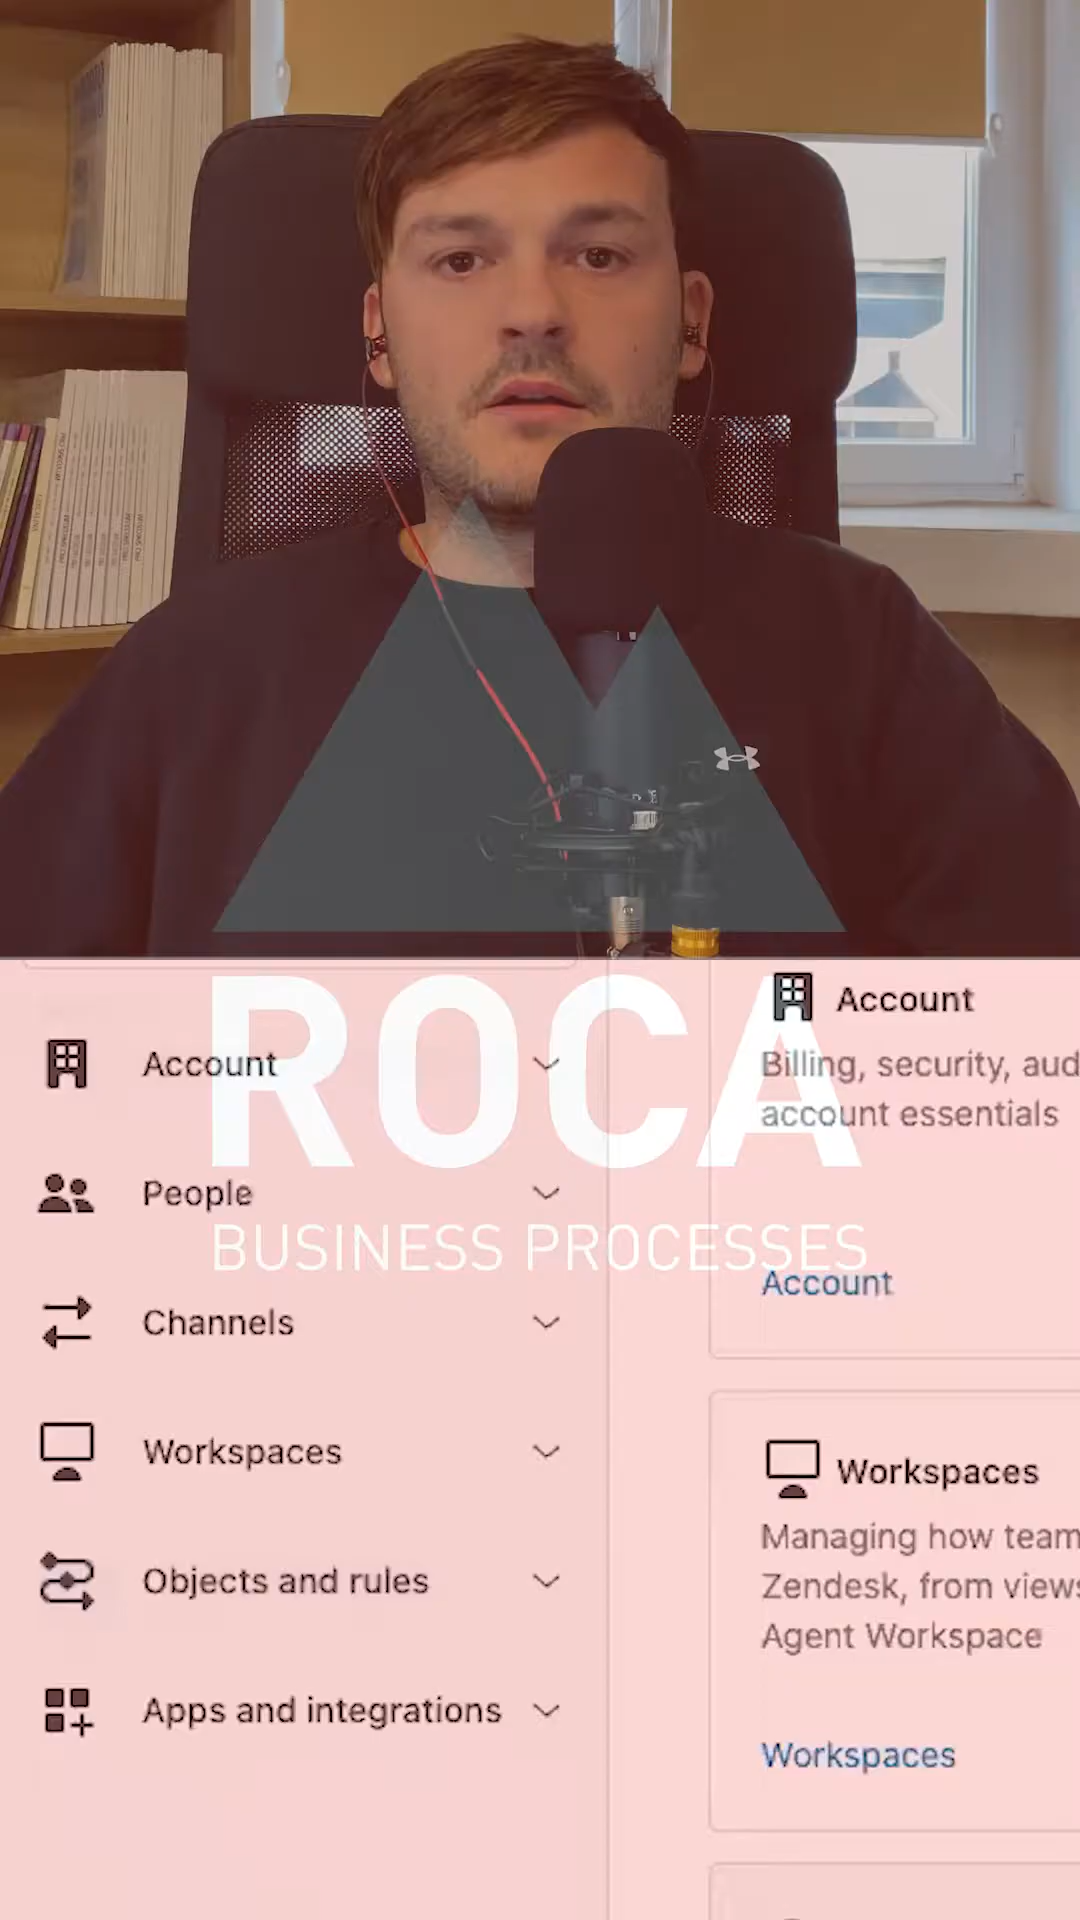 ROCA
BUSINESS PROCESSES
Account
People
Channels
Workspaces
Objects and rules
Apps and integrations
Account
Billing, security, aud
account essentials
Account
Workspaces
Managing how team
Zendesk, from views
Agent Workspace
Workspaces